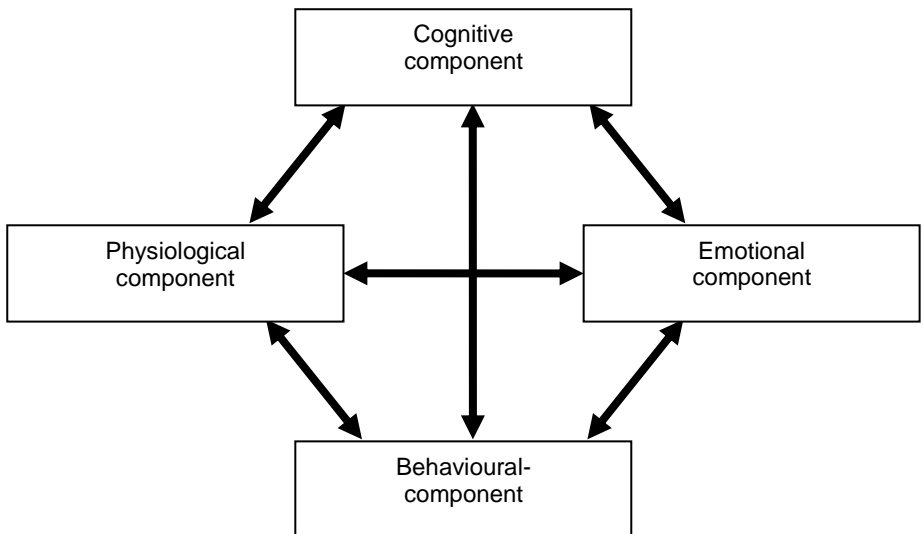 Cognitive
component
Physiological
component
Emotional
component
Behavioural-
component